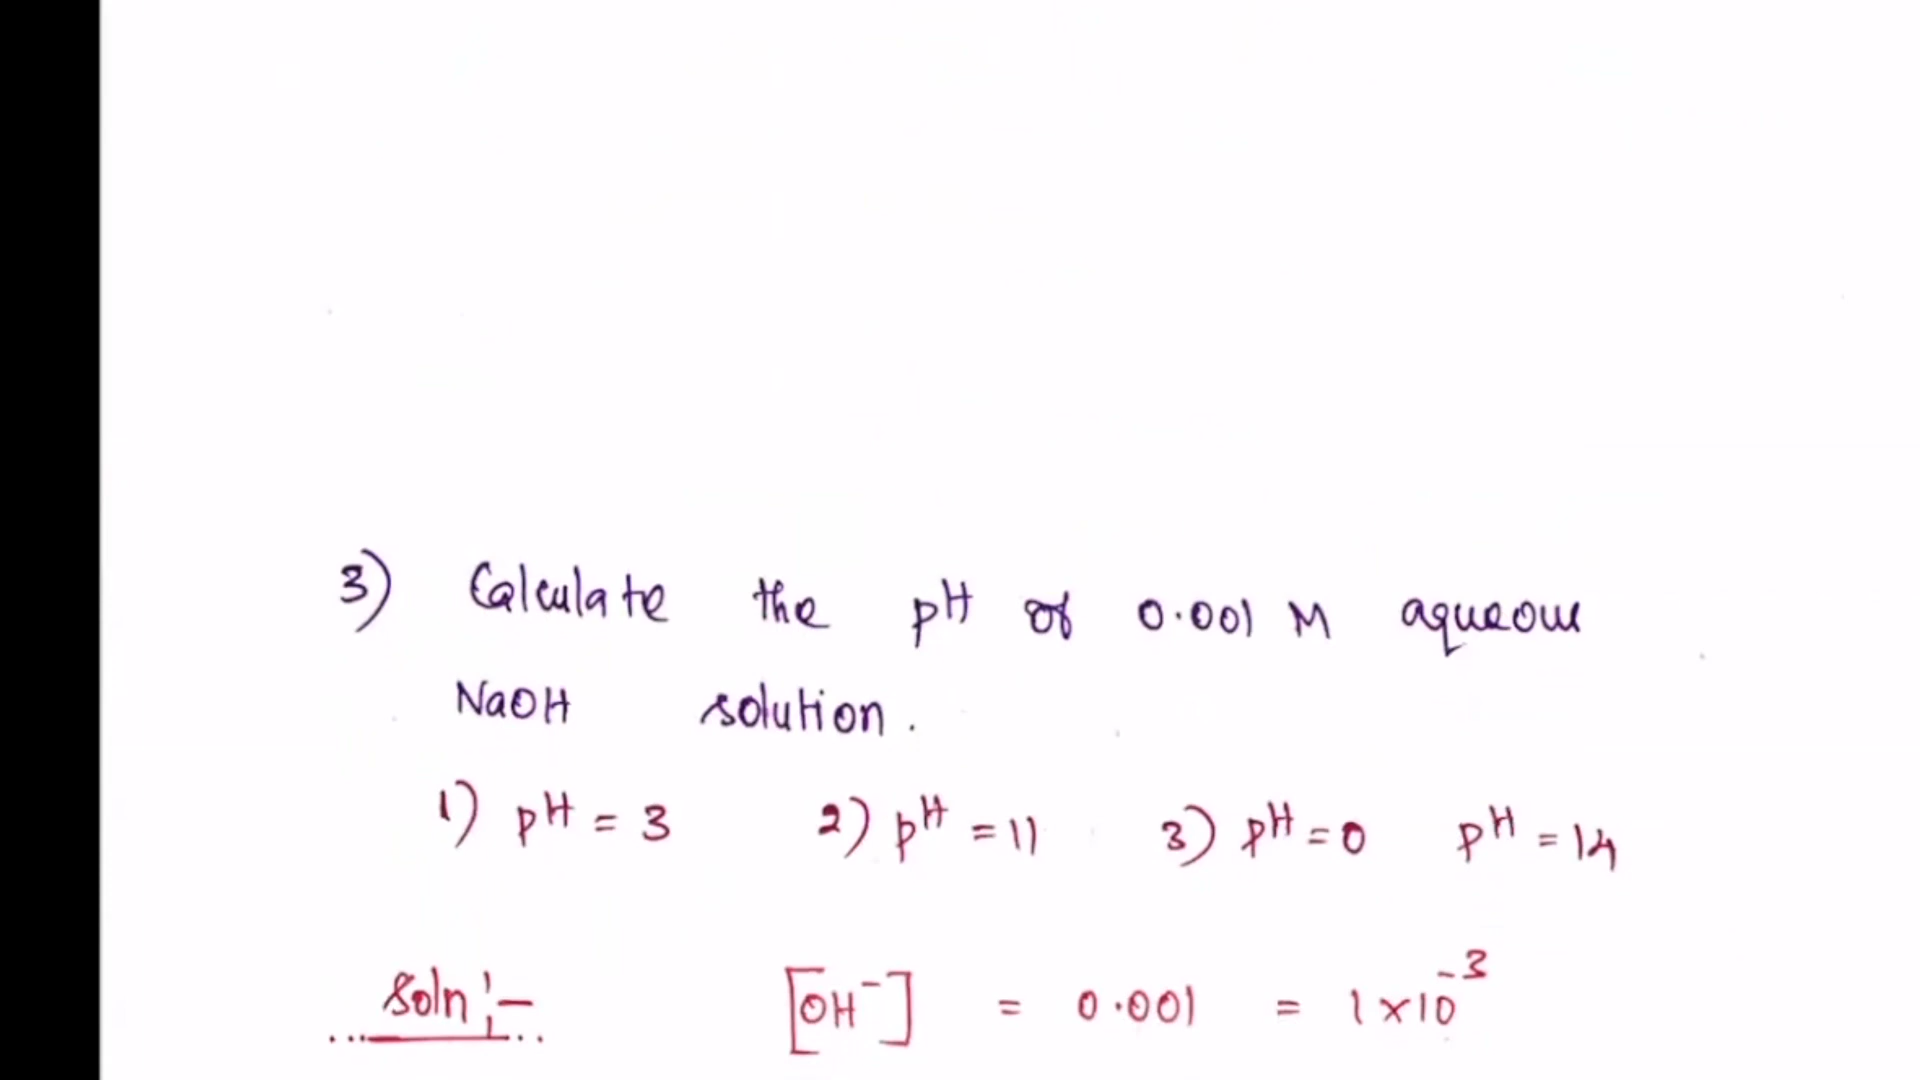 3) Calculate the pH of 0.001 M aqueous
NaOH solution.
1) pH = 3 2) pH = 11 3) pH = 0 pH = 14
Soln :- [OH⁻] = 0.001 = 1 × 10⁻³